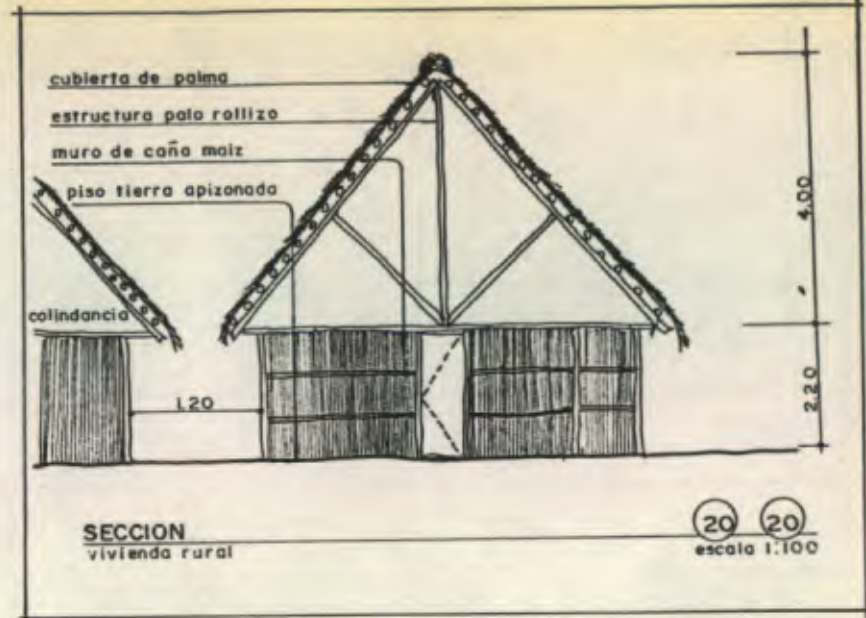 cubierta de palma
estructura palo rollizo
muro de caña maiz
piso tierra apizonada
colindancia
1.20
4.00
2.20
SECCION
vivienda rural
20 20
escala 1:100